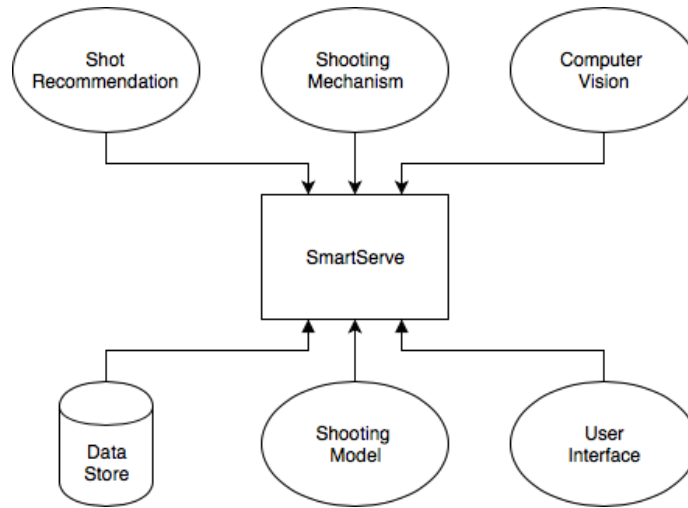 Shot
Recommendation
Shooting
Mechanism
Computer
Vision
SmartServe
Data
Store
Shooting
Model
User
Interface